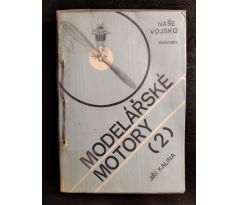 NAŠE
VOJSKO
SVAZARM
MODELÁŘSKÉ
MOTORY
(2)
JIŘÍ KALINA